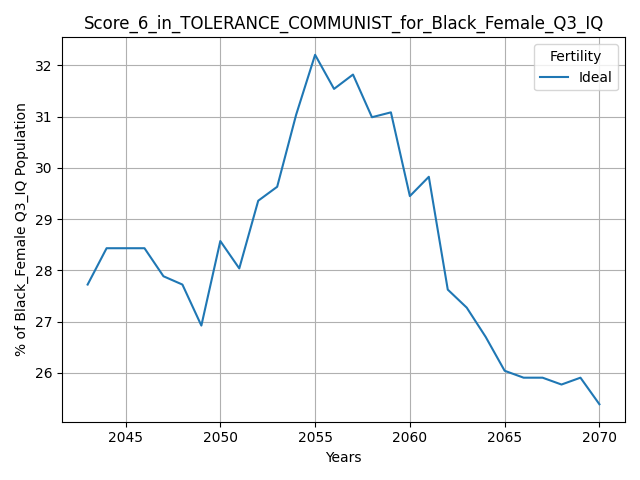 Score_6_in_TOLERANCE_COMMUNIST_for_Black_Female_Q3_IQ
Fertility
Ideal
% of Black_Female Q3_IQ Population
32
31
30
29
28
27
26
2045 2050 2055 2060 2065 2070
Years